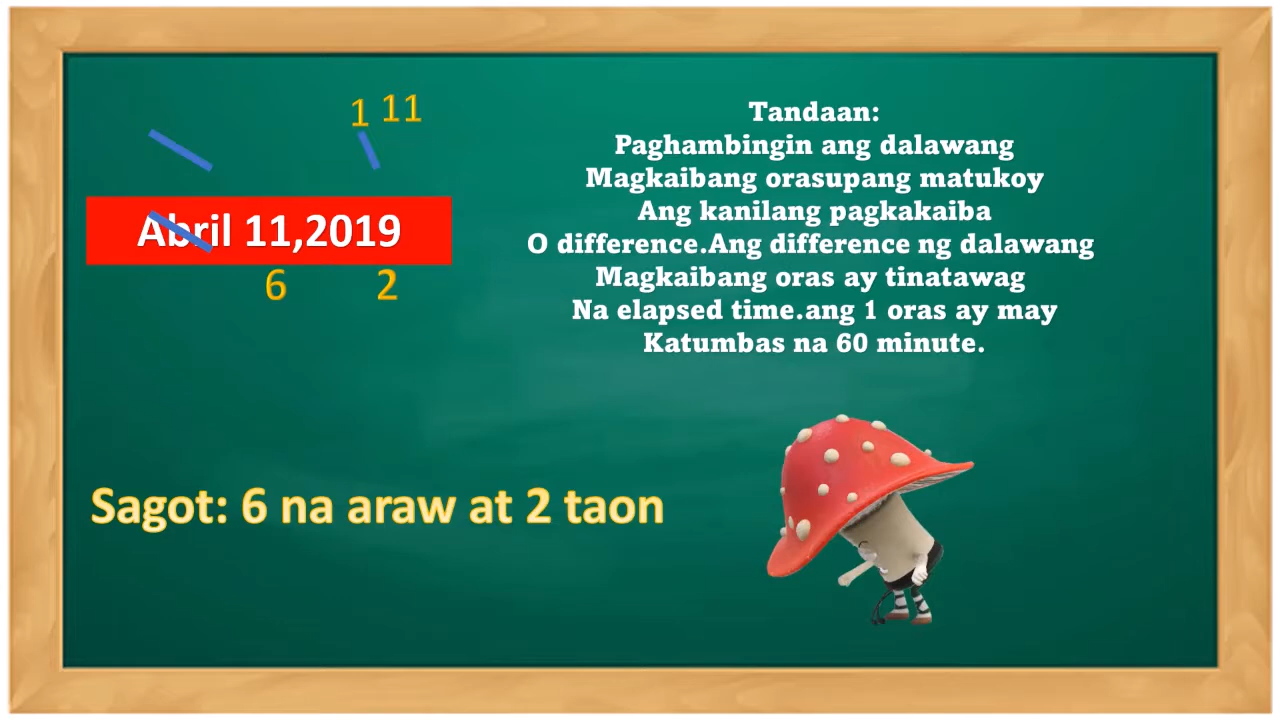 1 11
Abril 11,2019
6 2
Tandaan:
Paghambingin ang dalawang
Magkaibang orasupang matukoy
Ang kanilang pagkakaiba
O difference.Ang difference ng dalawang
Magkaibang oras ay tinatawag
Na elapsed time.ang 1 oras ay may
Katumbas na 60 minute.
Sagot: 6 na araw at 2 taon